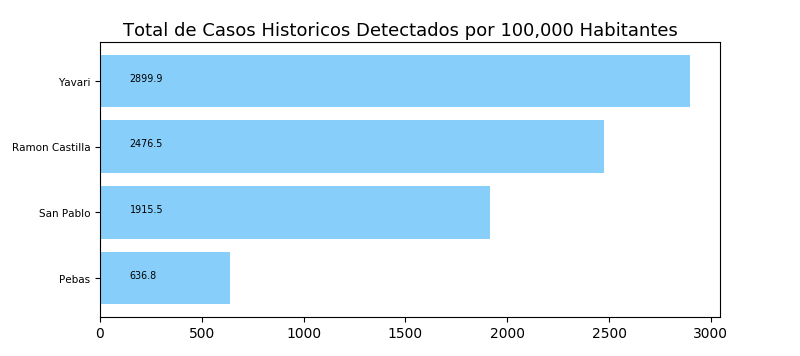 Total de Casos Historicos Detectados por 100,000 Habitantes
Yavari 2899.9
Ramon Castilla 2476.5
San Pablo 1915.5
Pebas 636.8
0 500 1000 1500 2000 2500 3000